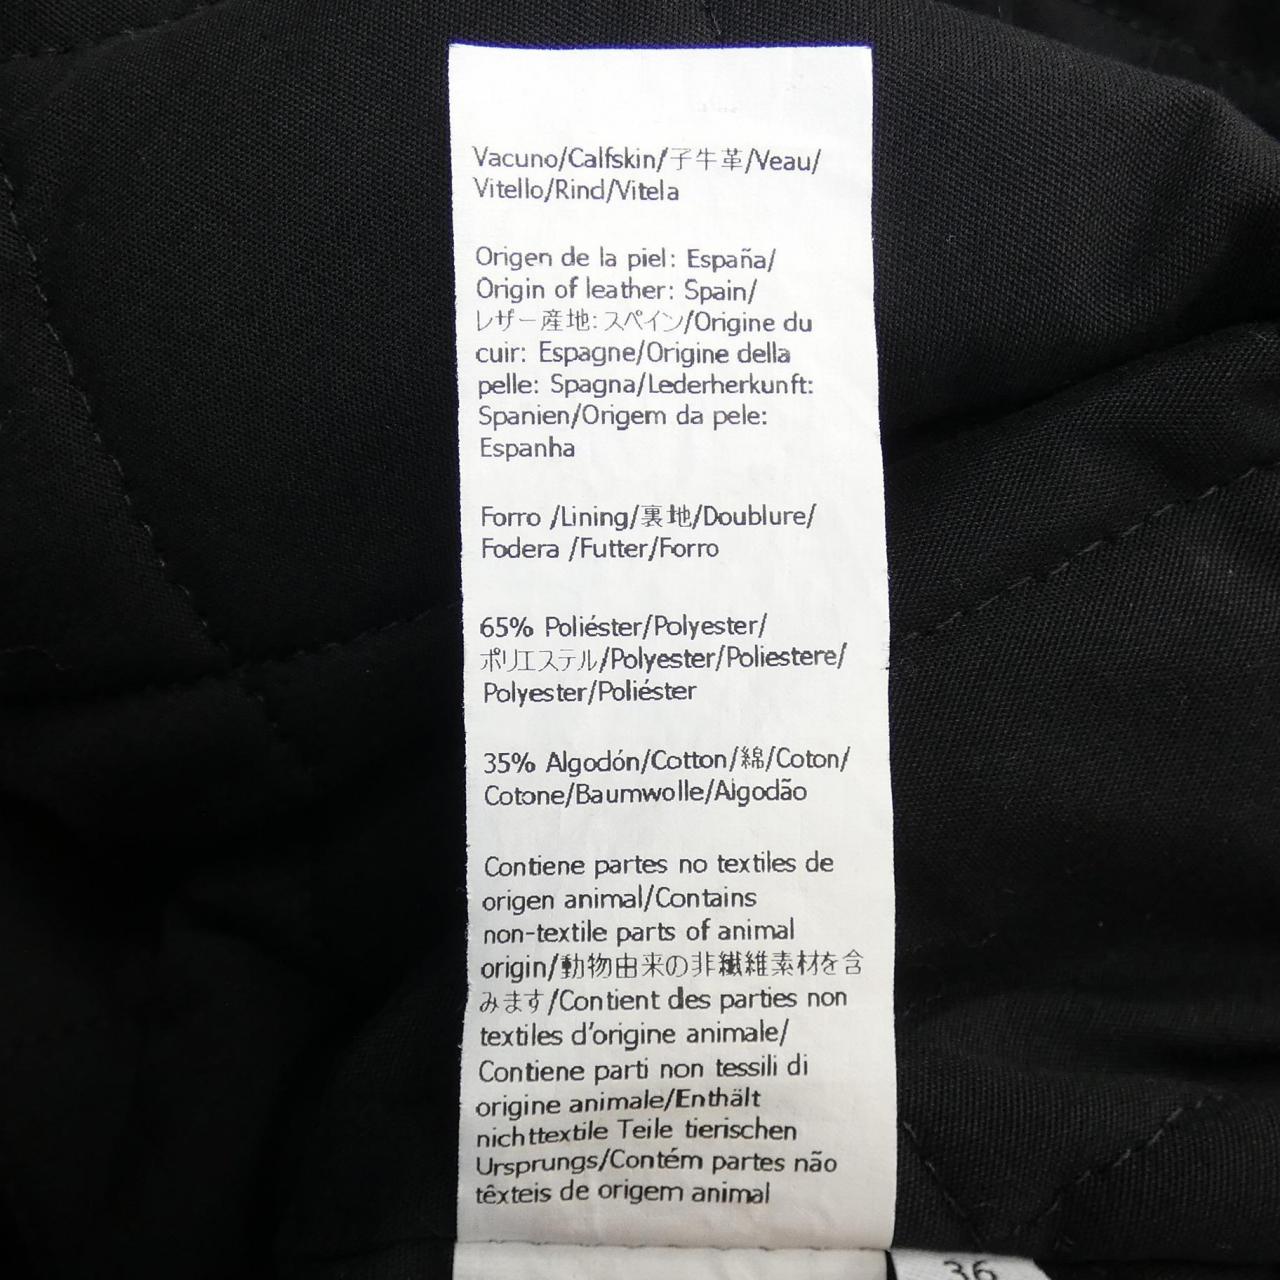 Vacuno/Calfskin/子牛革/Veau/
Vitello/Rind/Vitela
Origen de la piel: España/
Origin of leather: Spain/
レザー産地: スペイン/Origine du
cuir: Espagne/Origine della
pelle: Spagna/Lederherkunft:
Spanien/Origem da pele:
Espanha
Forro /Lining/裏地/Doublure/
Fodera /Futter/Forro
65% Poliéster/Polyester/
ポリエステル/Polyester/Poliestere/
Polyester/Poliéster
35% Algodón/Cotton/綿/Coton/
Cotone/Baumwolle/Algodão
Contiene partes no textiles de
origen animal/Contains
non-textile parts of animal
origin/動物由来の非繊維素材を含
みます/Contient des parties non
textiles d'origine animale/
Contiene parti non tessili di
origine animale/Enthält
nichttextile Teile tierischen
Ursprungs/Contém partes não
têxteis de origem animal
36